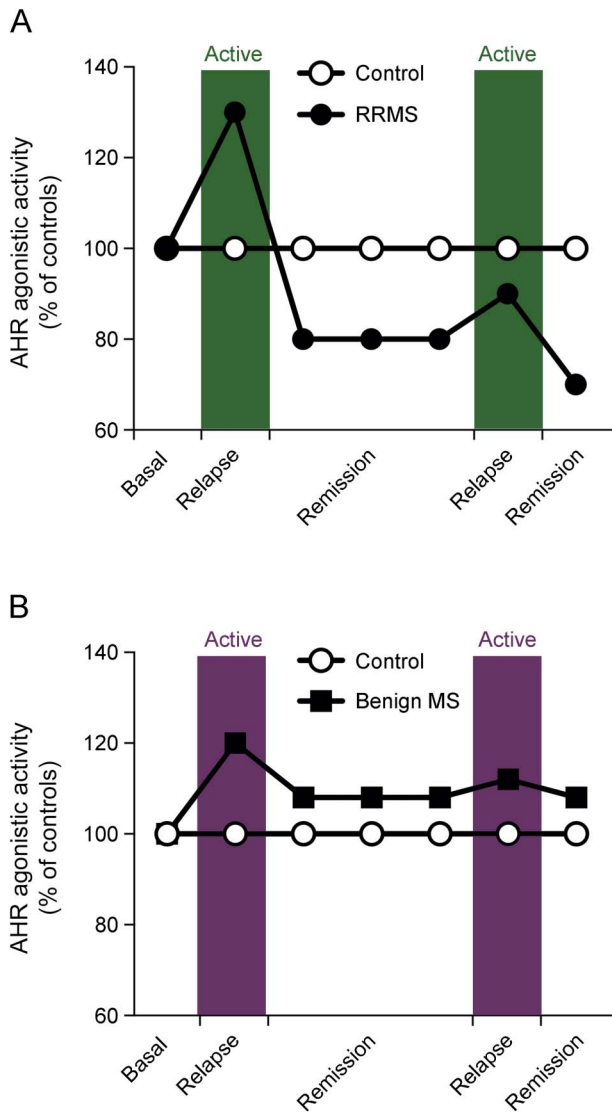 A
Active
Active
Control
RRMS
140
120
100
80
60
AHR agonistic activity
(% of controls)
Basal
Relapse
Remission
Relapse
Remission
B
Active
Active
Control
Benign MS
140
120
100
80
60
AHR agonistic activity
(% of controls)
Basal
Relapse
Remission
Relapse
Remission